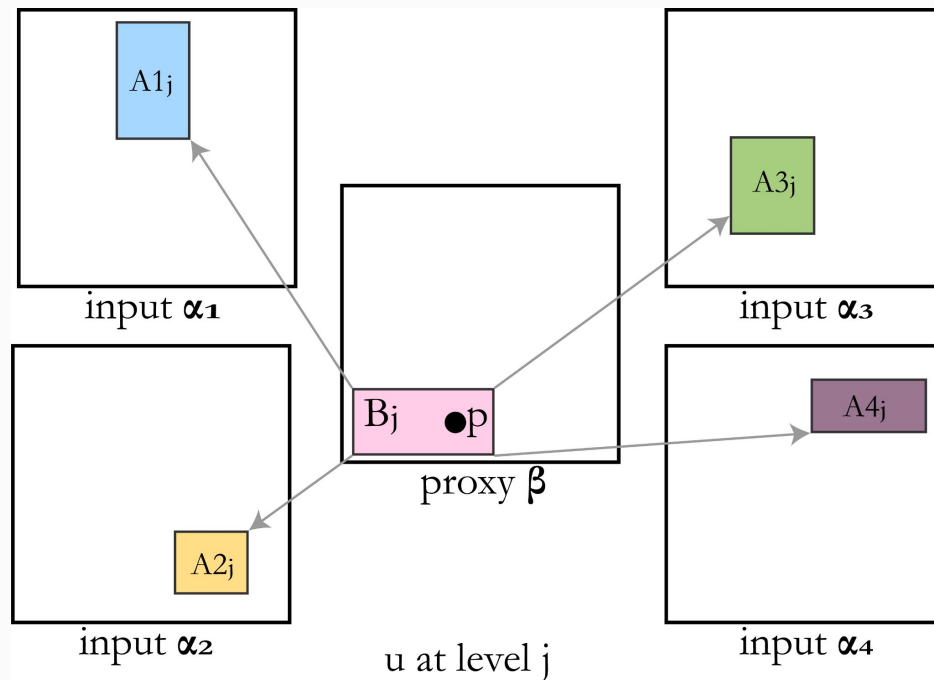 A1j
input α1
A3j
input α3
Bj
p
proxy β
A2j
input α2
A4j
input α4
u at level j